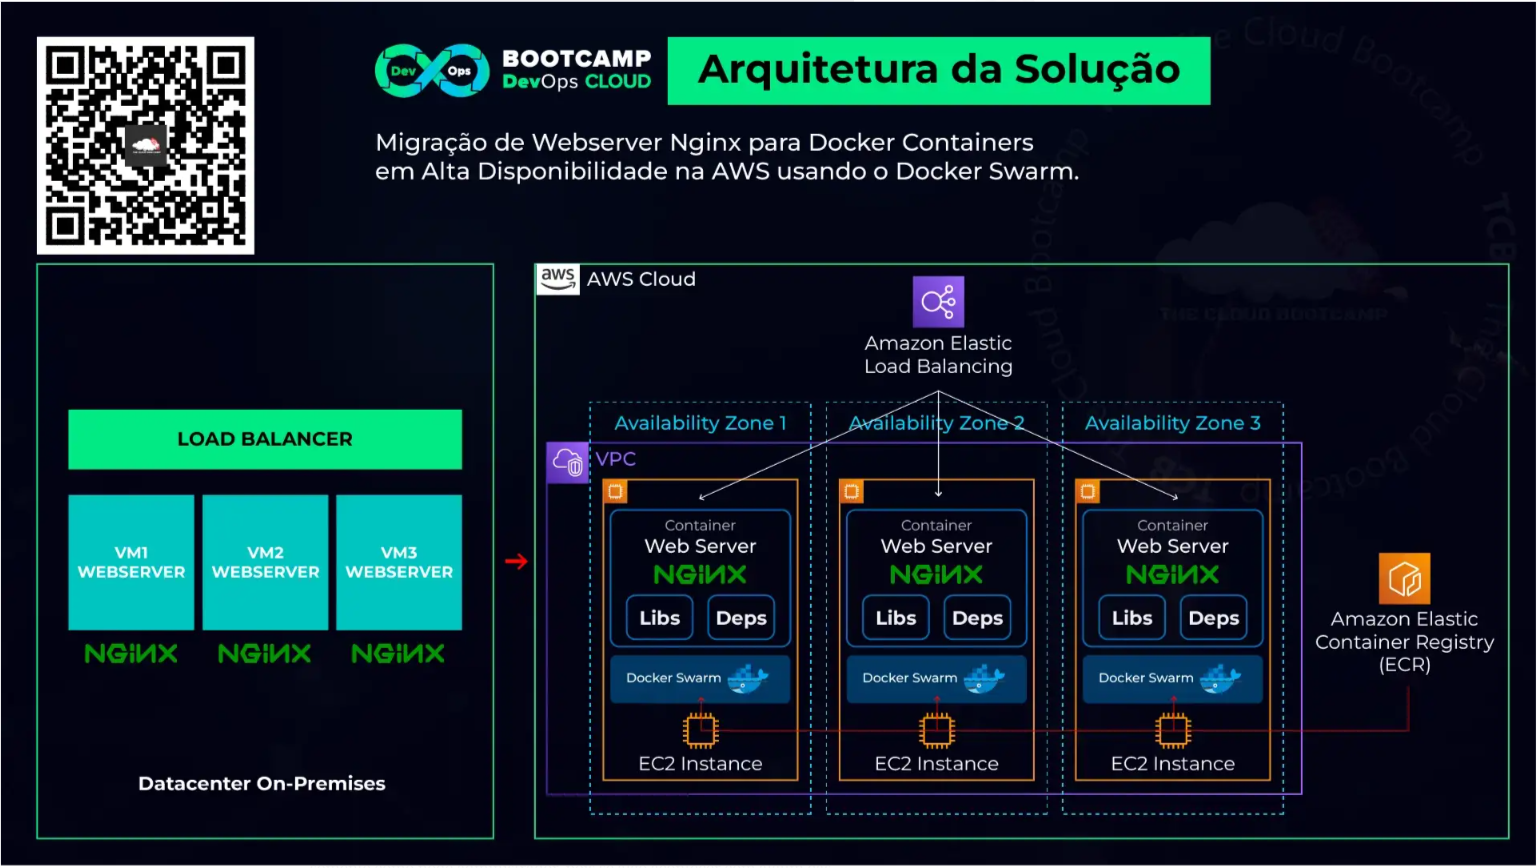 Dev Ops
BOOTCAMP
DevOps CLOUD
Arquitetura da Solução
Migração de Webserver Nginx para Docker Containers
em Alta Disponibilidade na AWS usando o Docker Swarm.
LOAD BALANCER
VM1
WEBSERVER
VM2
WEBSERVER
VM3
WEBSERVER
NGINX
NGINX
NGINX
Datacenter On-Premises
aws
AWS Cloud
Amazon Elastic
Load Balancing
Availability Zone 1
Availability Zone 2
Availability Zone 3
VPC
Container
Web Server
NGINX
Libs
Deps
Docker Swarm
EC2 Instance
Container
Web Server
NGINX
Libs
Deps
Docker Swarm
EC2 Instance
Container
Web Server
NGINX
Libs
Deps
Docker Swarm
EC2 Instance
Amazon Elastic
Container Registry
(ECR)
The Cloud Bootcamp
TCB
THE CLOUD BOOTCAMP